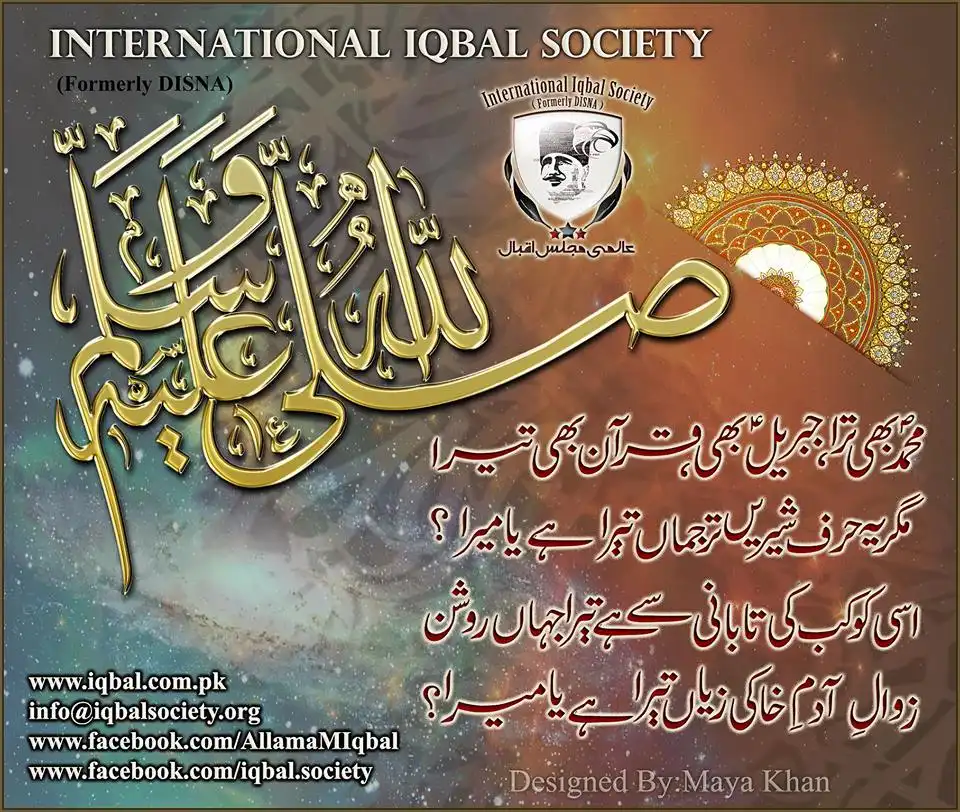 INTERNATIONAL IQBAL SOCIETY
(Formerly DISNA)
International Iqbal Society
(Formerly DISNA)
عالمی مجلس اقبال
صلى الله عليه وسلم
محمدؐ بھی ترا، جبریلؑ بھی، قرآن بھی تیرا
مگر یہ حرف شیریں ترجماں تیرا ہے یا میرا ؟
اسی کوکب کی تابانی سے ہے تیرا جہاں روشن
زوالِ آدمِ خاکی زیاں تیرا ہے یا میرا؟
www.iqbal.com.pk
info@iqbalsociety.org
www.facebook.com/AllamaMIqbal
www.facebook.com/iqbal.society
Designed By:Maya Khan